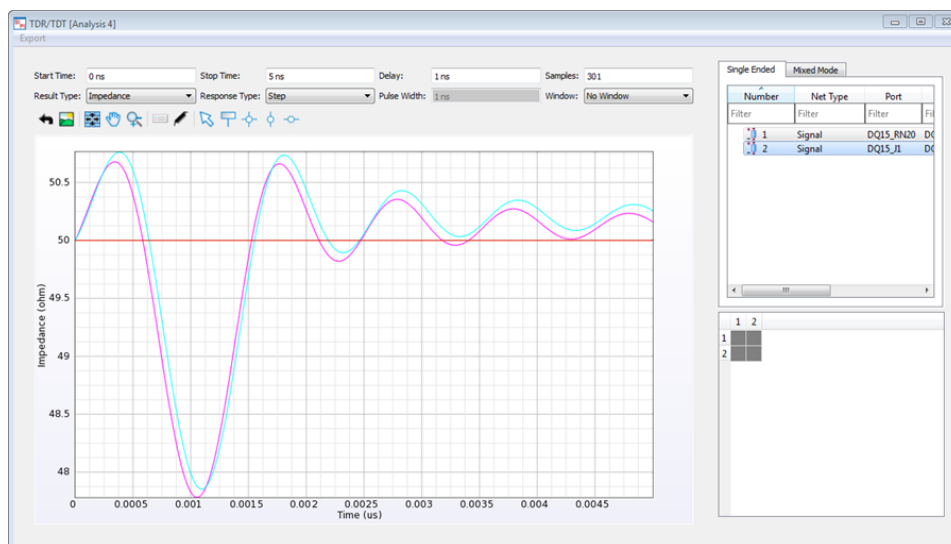 TDR/TDT [Analysis 4]
Export
Start Time: 0 ns Stop Time: 5 ns Delay: 1 ns Samples: 301
Result Type: Impedance Response Type: Step Pulse Width: 1 ns Window: No Window
Single Ended Mixed Mode
Number Net Type Port
Filter Filter Filter Fil
1 Signal DQ15_RN20 DQ
2 Signal DQ15_J1 DQ
1 2
1
2
Impedance (ohm)
50.5
50
49.5
49
48.5
48
0 0.0005 0.001 0.0015 0.002 0.0025 0.003 0.0035 0.004 0.0045
Time (us)